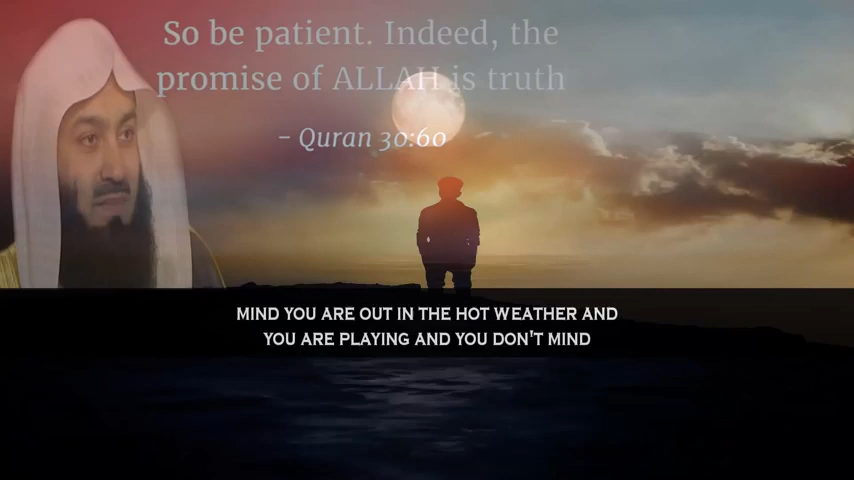 So be patient. Indeed, the
promise of ALLAH is truth
– Quran 30:60
MIND YOU ARE OUT IN THE HOT WEATHER AND
YOU ARE PLAYING AND YOU DON'T MIND